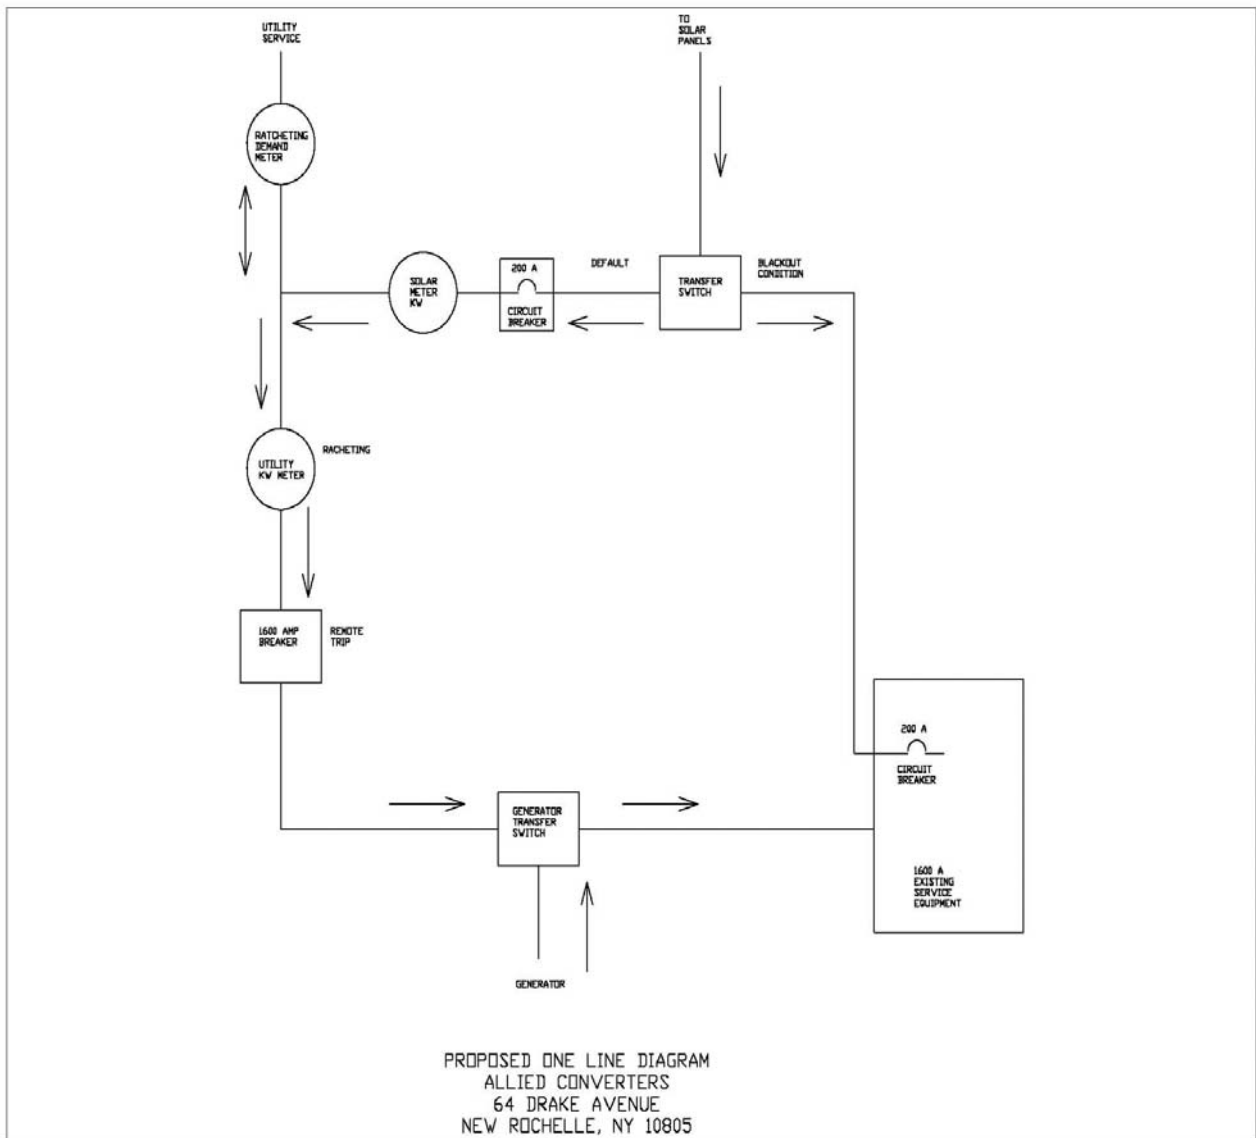 UTILITY
SERVICE
TO
SOLAR
PANELS
RATCHETING
DEMAND
METER
SOLAR
METER
KW
200 A
CIRCUIT
BREAKER
DEFAULT
TRANSFER
SWITCH
BLACKOUT
CONDITION
RACHETING
UTILITY
KW METER
1600 AMP
BREAKER
REMOTE
TRIP
200 A
CIRCUIT
BREAKER
GENERATOR
TRANSFER
SWITCH
1600 A
EXISTING
SERVICE
EQUIPMENT
GENERATOR
PROPOSED ONE LINE DIAGRAM
ALLIED CONVERTERS
64 DRAKE AVENUE
NEW ROCHELLE, NY 10805